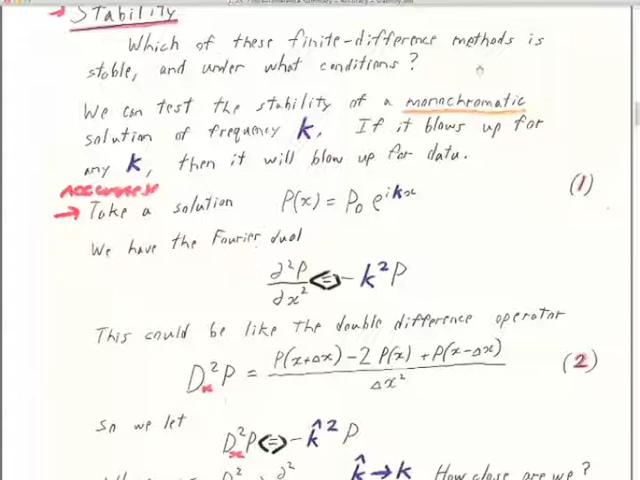 → Stability
Which of these finite-difference methods is
stable, and under what conditions?
We can test the stability of a monochromatic
solution of frequency k. If it blows up for
any k, then it will blow up for data.
Accuracy
→ Take a solution P(x) = P₀ e^{ikx} (1)
We have the Fourier dual
∂²P/∂x² <=> -k²P
This could be like the double difference operator
Dₓ²P = (P(x+Δx) - 2P(x) + P(x-Δx))/Δx² (2)
So we let
Dₓ²P <=> -k̂²P
k̂ → k How close are we?